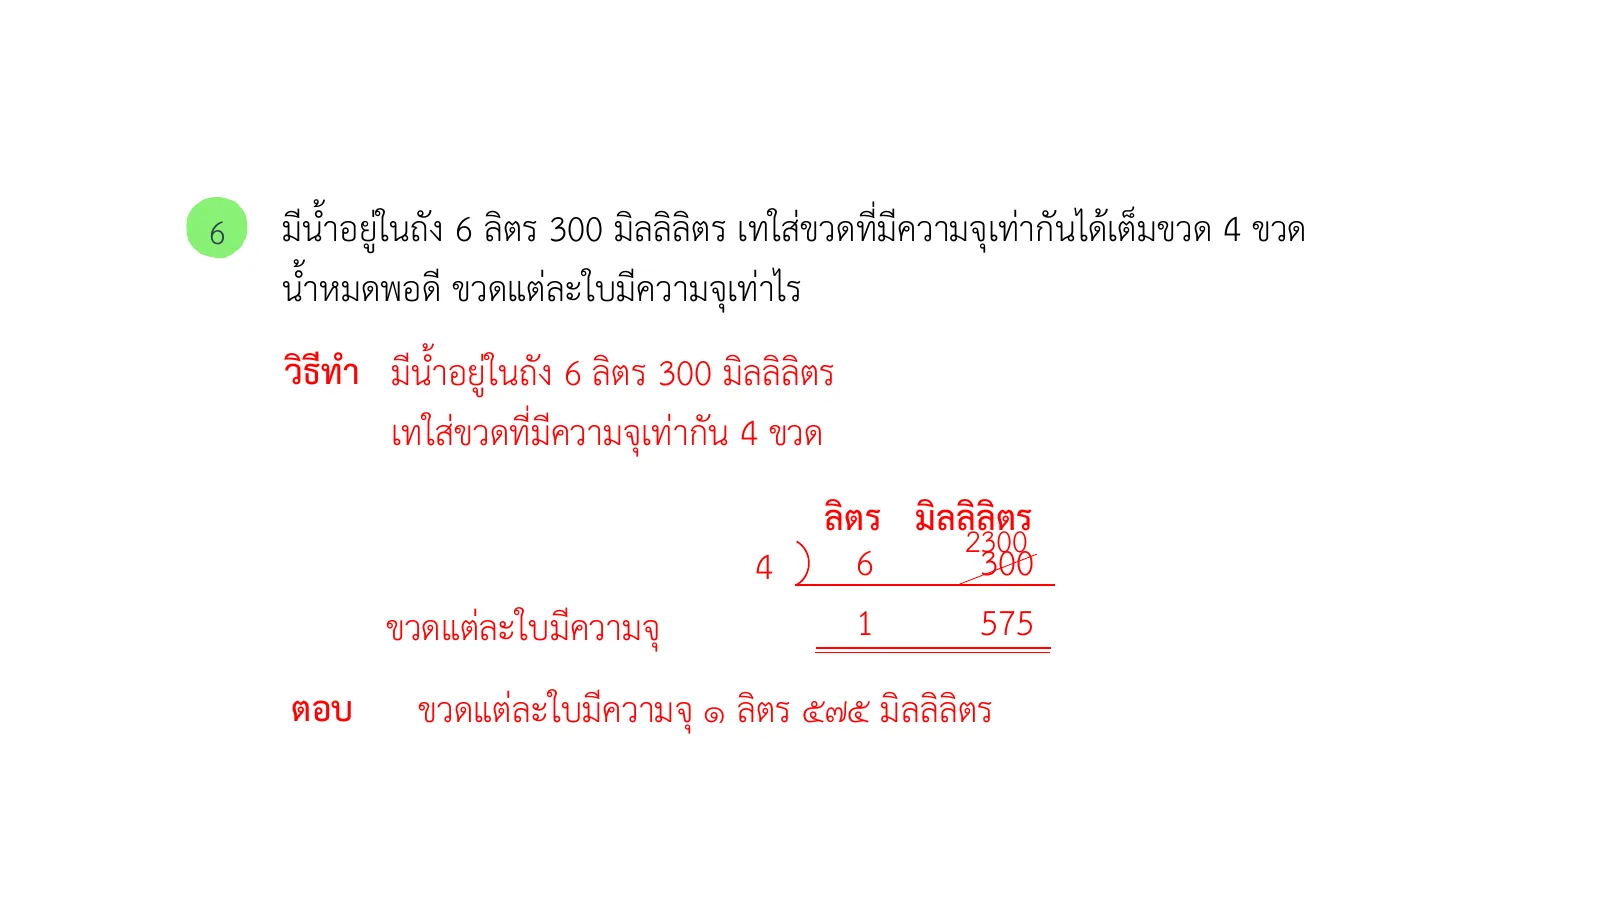 6 มีน้ำอยู่ในถัง 6 ลิตร 300 มิลลิลิตร เทใส่ขวดที่มีความจุเท่ากันได้เต็มขวด 4 ขวด
น้ำหมดพอดี ขวดแต่ละใบมีความจุเท่าไร
วิธีทำ มีน้ำอยู่ในถัง 6 ลิตร 300 มิลลิลิตร
เทใส่ขวดที่มีความจุเท่ากัน 4 ขวด
ลิตร มิลลิลิตร
2300
4 ) 6 300
ขวดแต่ละใบมีความจุ 1 575
ตอบ ขวดแต่ละใบมีความจุ ๑ ลิตร ๕๗๕ มิลลิลิตร